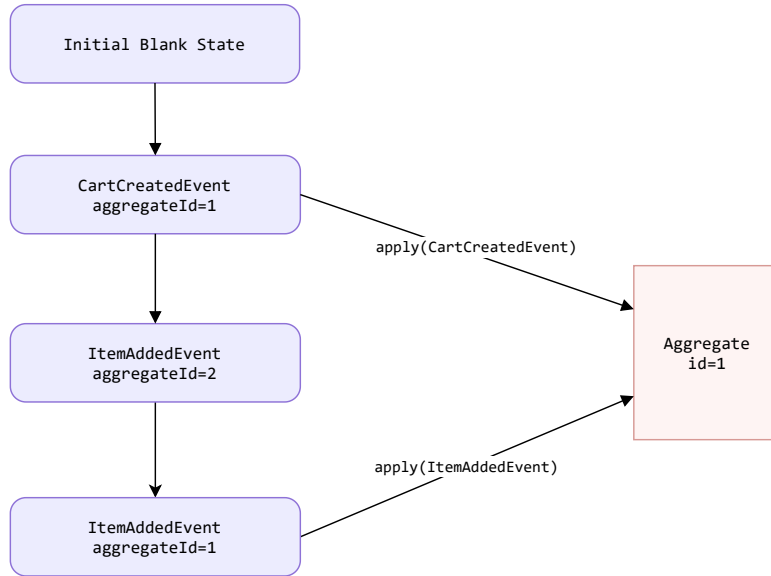 Initial Blank State
CartCreatedEvent
aggregateId=1
apply(CartCreatedEvent)
ItemAddedEvent
aggregateId=2
Aggregate
id=1
apply(ItemAddedEvent)
ItemAddedEvent
aggregateId=1